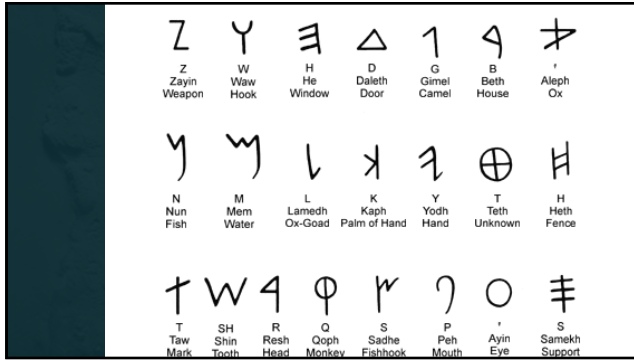 𐤀 𐤁 𐤂 𐤃 𐤄 𐤅 𐤆
Z W H D G B '
Zayin Waw He Daleth Gimel Beth Aleph
Weapon Hook Window Door Camel House Ox
𐤇 𐤈 𐤉 𐤊 𐤋 𐤌 𐤍
N M L K Y T H
Nun Mem Lamedh Kaph Yodh Teth Heth
Fish Water Ox-Goad Palm of Hand Hand Unknown Fence
𐤎 𐤏 𐤐 𐤑 𐤒 𐤓 𐤔 𐤕
T SH R Q S P ' S
Taw Shin Resh Qoph Sadhe Peh Ayin Samekh
Mark Tooth Head Monkey Fishhook Mouth Eye Support